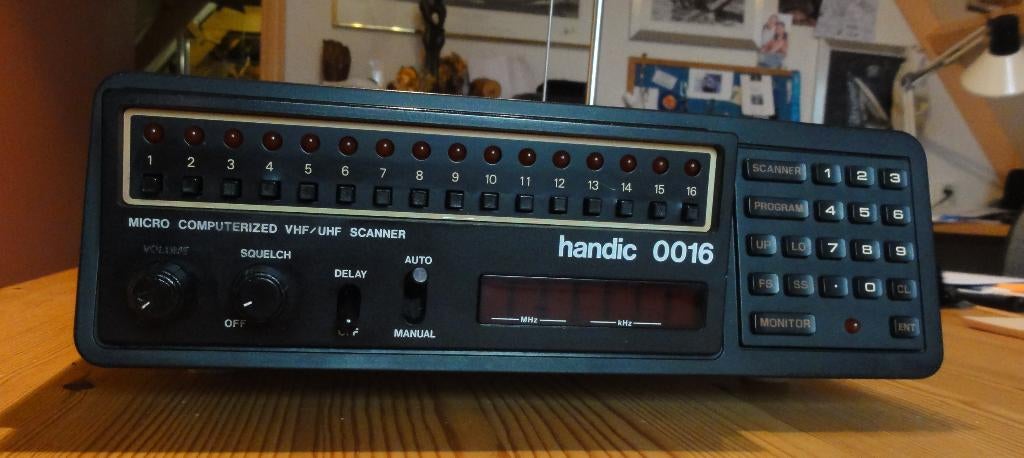 1 2 3 4 5 6 7 8 9 10 11 12 13 14 15 16
MICRO COMPUTERIZED VHF/UHF SCANNER
handic 0016
VOLUME
SQUELCH
OFF
DELAY
OFF
AUTO
MANUAL
MHz
kHz
SCANNER 1 2 3
PROGRAM 4 5 6
UP LO 7 8 9
FS SS · 0 CL
MONITOR ENT